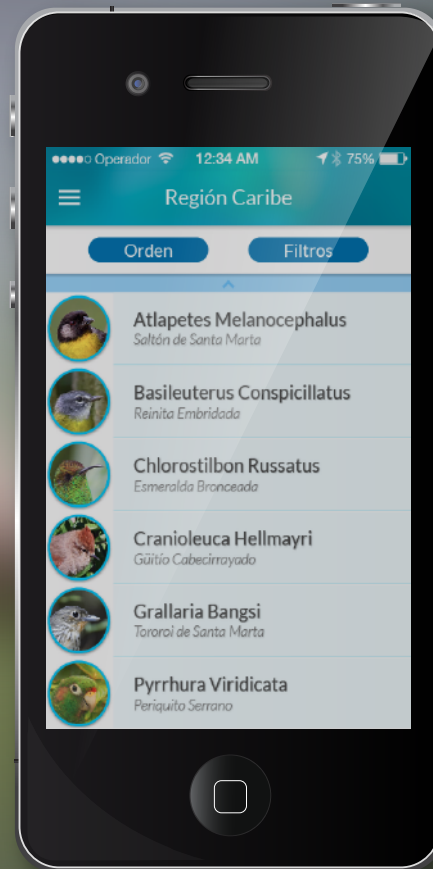 Operador 12:34 AM 75%
Región Caribe
Orden Filtros
Atlapetes Melanocephalus
Saltón de Santa Marta
Basileuterus Conspicillatus
Reinita Embridada
Chlorostilbon Russatus
Esmeralda Bronceada
Cranioleuca Hellmayri
Güitío Cabecirrayado
Grallaria Bangsi
Tororoi de Santa Marta
Pyrrhura Viridicata
Periquito Serrano